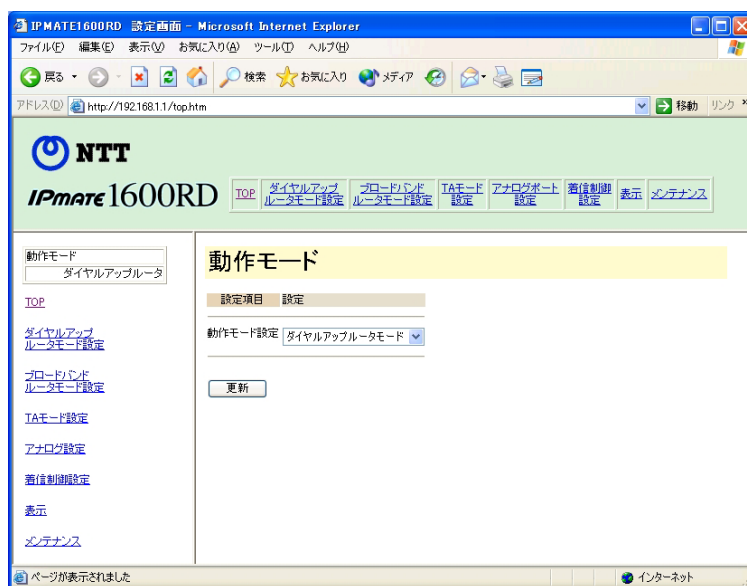 IPMATE1600RD 設定画面 - Microsoft Internet Explorer
ファイル(F) 編集(E) 表示(V) お気に入り(A) ツール(T) ヘルプ(H)
戻る 検索 お気に入り メディア
アドレス(D) http://192.168.1.1/top.htm 移動 リンク »
NTT
IPmate1600RD
TOP ダイヤルアップ ブロードバンド TAモード アナログポート 着信制御 表示 メンテナンス
ルータモード設定 ルータモード設定 設定 設定 設定
動作モード
ダイヤルアップルータ
TOP
ダイヤルアップ
ルータモード設定
ブロードバンド
ルータモード設定
TAモード設定
アナログ設定
着信制御設定
表示
メンテナンス
動作モード
設定項目 設定
動作モード設定 ダイヤルアップルータモード
更新
ページが表示されました インターネット